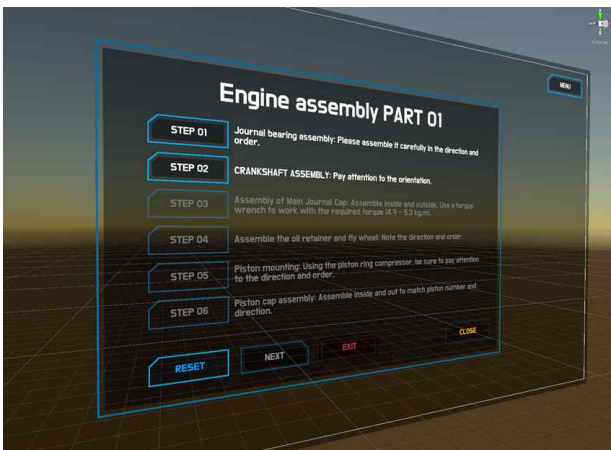 MENU
Engine assembly PART 01
STEP 01
Journal bearing assembly: Please assemble it carefully in the direction and
order.
STEP 02
CRANKSHAFT ASSEMBLY: Pay attention to the orientation.
STEP 03
Assembly of Main Journal Cap: Assemble inside and outside. Use a torque
wrench to work with the required torque (4.9 ~ 5.3 kg.m).
STEP 04
Assemble the oil retainer and fly wheel: Note the direction and order.
STEP 05
Piston mounting: Using the piston ring compressor, be sure to pay attention
to the direction and order.
STEP 06
Piston cap assembly: Assemble inside and out to match piston number and
direction.
RESET
NEXT
EXIT
CLOSE